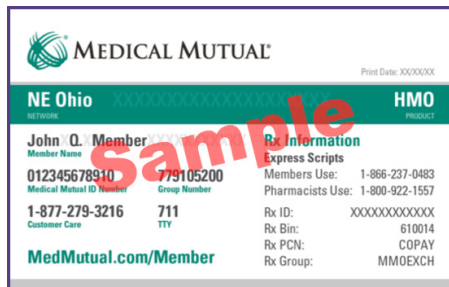 MEDICAL MUTUAL®
Print Date: XX/XX/XX
NE Ohio XXXXXXXXXXXXXXXXXXXXXXX HMO
NETWORK PRODUCT
John Q. Member
Member Name
012345678910 779105200
Medical Mutual ID Number Group Number
1-877-279-3216 711
Customer Care TTY
MedMutual.com/Member
Rx Information
Express Scripts
Members Use: 1-866-237-0483
Pharmacists Use: 1-800-922-1557
Rx ID: XXXXXXXXXXXX
Rx Bin: 610014
Rx PCN: COPAY
Rx Group: MMOEXCH
Sample